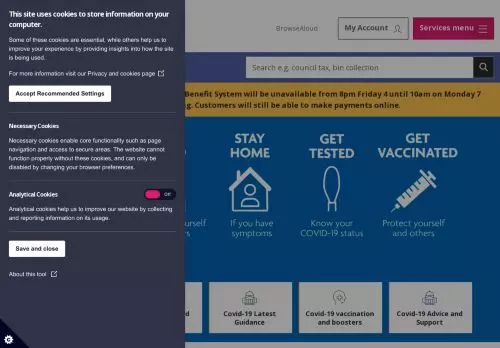 This site uses cookies to store information on your
computer.
Some of these cookies are essential, while others help us to
improve your experience by providing insights into how the site
is being used.
For more information visit our Privacy and cookies page
Accept Recommended Settings
Necessary Cookies
Necessary cookies enable core functionality such as page
navigation and access to secure areas. The website cannot
function properly without these cookies, and can only be
disabled by changing your browser preferences.
Analytical Cookies
Off
Analytical cookies help us to improve our website by collecting
and reporting information on its usage.
Save and close
About this tool
BrowseAloud
My Account
Services menu
Search e.g. council tax, bin collection
Benefit System will be unavailable from 8pm Friday 4 until 10am on Monday 7
Customers will still be able to make payments online.
STAY
HOME
If you have
symptoms
GET
TESTED
Know your
COVID-19 status
GET
VACCINATED
Protect yourself
and others
Covid-19 Latest
Guidance
Covid-19 vaccination
and boosters
Covid-19 Advice and
Support